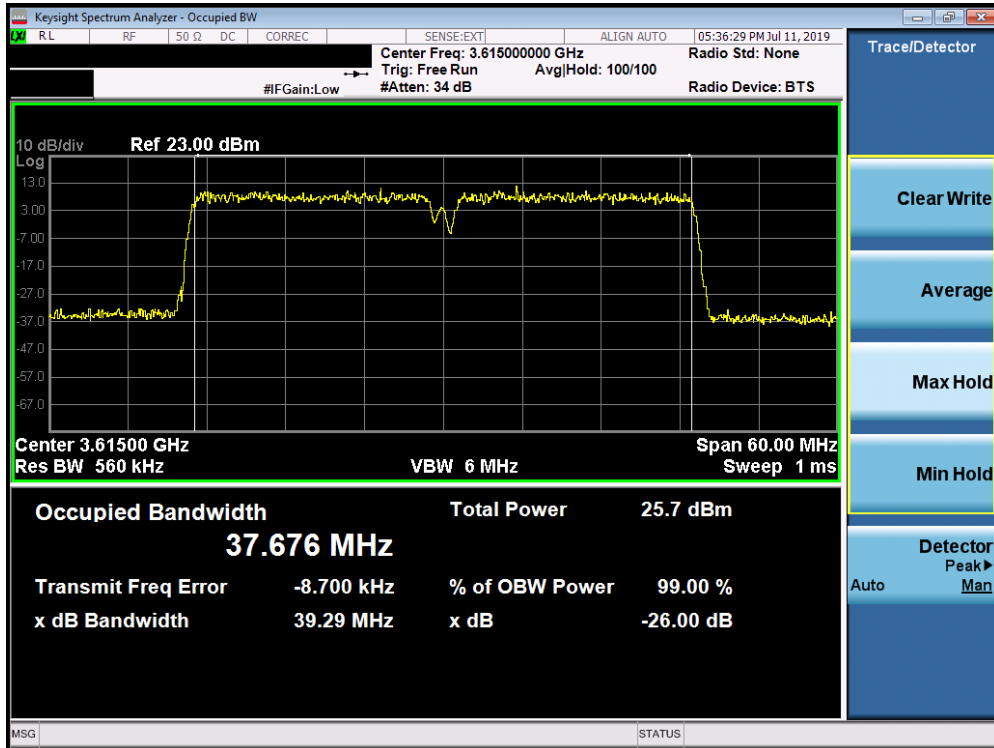 Keysight Spectrum Analyzer - Occupied BW
LXI RL RF 50 Ω DC CORREC SENSE:EXT ALIGN AUTO 05:36:29 PM Jul 11, 2019
Center Freq: 3.615000000 GHz Radio Std: None
Trig: Free Run Avg|Hold: 100/100
#IFGain:Low #Atten: 34 dB Radio Device: BTS
Trace/Detector
10 dB/div Ref 23.00 dBm
Log
13.0
3.00
-7.00
-17.0
-27.0
-37.0
-47.0
-57.0
-67.0
Center 3.61500 GHz Span 60.00 MHz
Res BW 560 kHz VBW 6 MHz Sweep 1 ms
Occupied Bandwidth Total Power 25.7 dBm
37.676 MHz
Transmit Freq Error -8.700 kHz % of OBW Power 99.00 %
x dB Bandwidth 39.29 MHz x dB -26.00 dB
Clear Write
Average
Max Hold
Min Hold
Detector
Peak▶
Auto Man
MSG STATUS